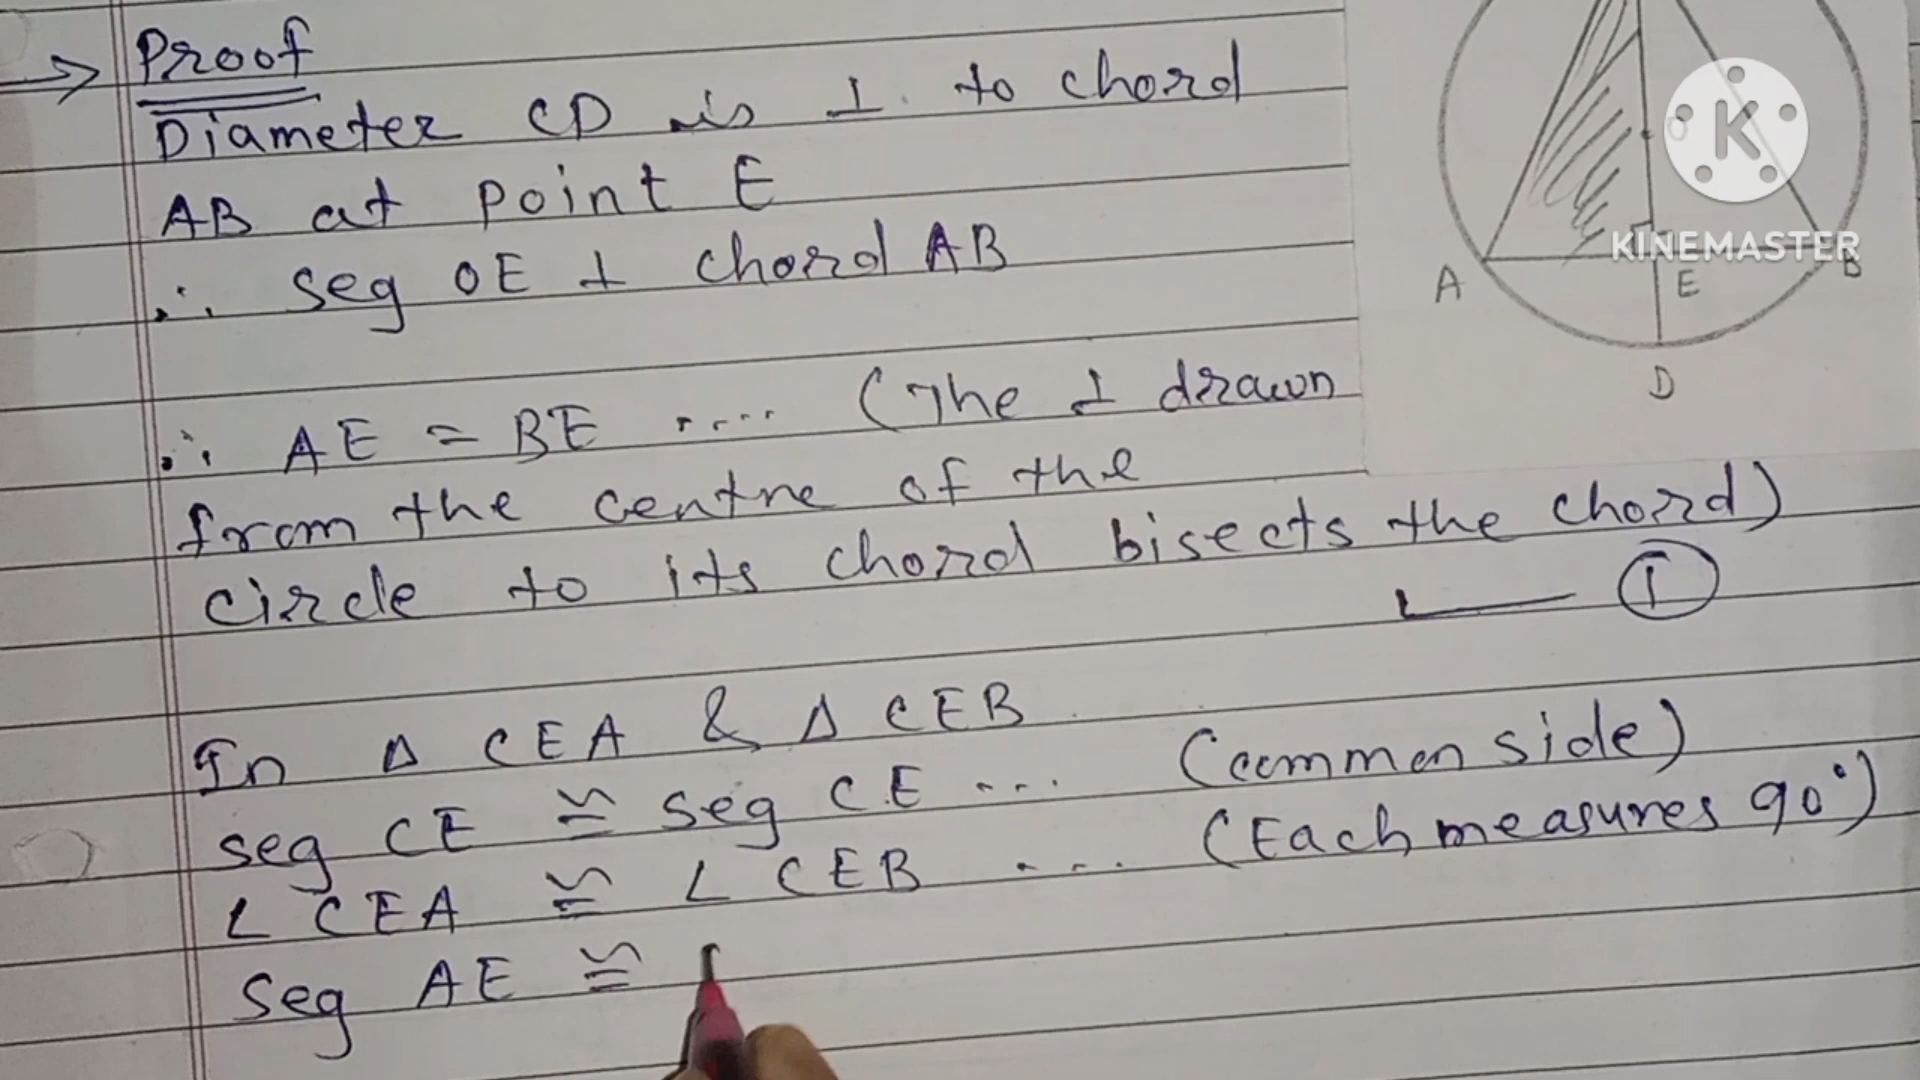 Proof
Diameter CD is ⊥ to chord
AB at point E
∴ seg OE ⊥ chord AB
∴ AE = BE .... (The ⊥ drawn
from the centre of the
circle to its chord bisects the chord)
I
In Δ CEA & Δ CEB
seg CE ≅ seg CE ... (common side)
∠ CEA ≅ ∠ CEB .... (Each measures 90°)
Seg AE ≅
K
KINEMASTER
O
A
E
B
D